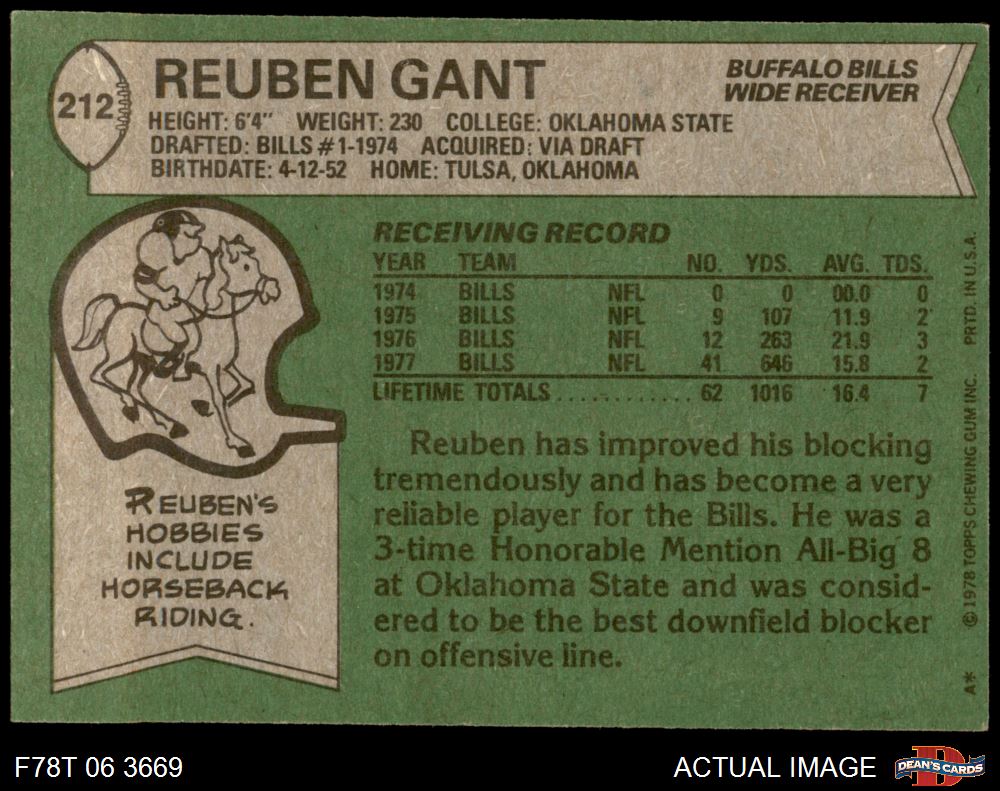 212
REUBEN GANT
BUFFALO BILLS
WIDE RECEIVER
HEIGHT: 6'4" WEIGHT: 230 COLLEGE: OKLAHOMA STATE
DRAFTED: BILLS #1-1974 ACQUIRED: VIA DRAFT
BIRTHDATE: 4-12-52 HOME: TULSA, OKLAHOMA
RECEIVING RECORD
YEAR TEAM NO. YDS. AVG. TDS.
1974 BILLS NFL 0 0 00.0 0
1975 BILLS NFL 9 107 11.9 2
1976 BILLS NFL 12 263 21.9 3
1977 BILLS NFL 41 646 15.8 2
LIFETIME TOTALS ............ 62 1016 16.4 7
Reuben has improved his blocking
tremendously and has become a very
reliable player for the Bills. He was a
3-time Honorable Mention All-Big 8
at Oklahoma State and was consid-
ered to be the best downfield blocker
on offensive line.
REUBEN'S
HOBBIES
INCLUDE
HORSEBACK
RIDING.
A* © 1978 TOPPS CHEWING GUM INC. PRTD. IN U.S.A.
F78T 06 3669
ACTUAL IMAGE
D
DEAN'S CARDS